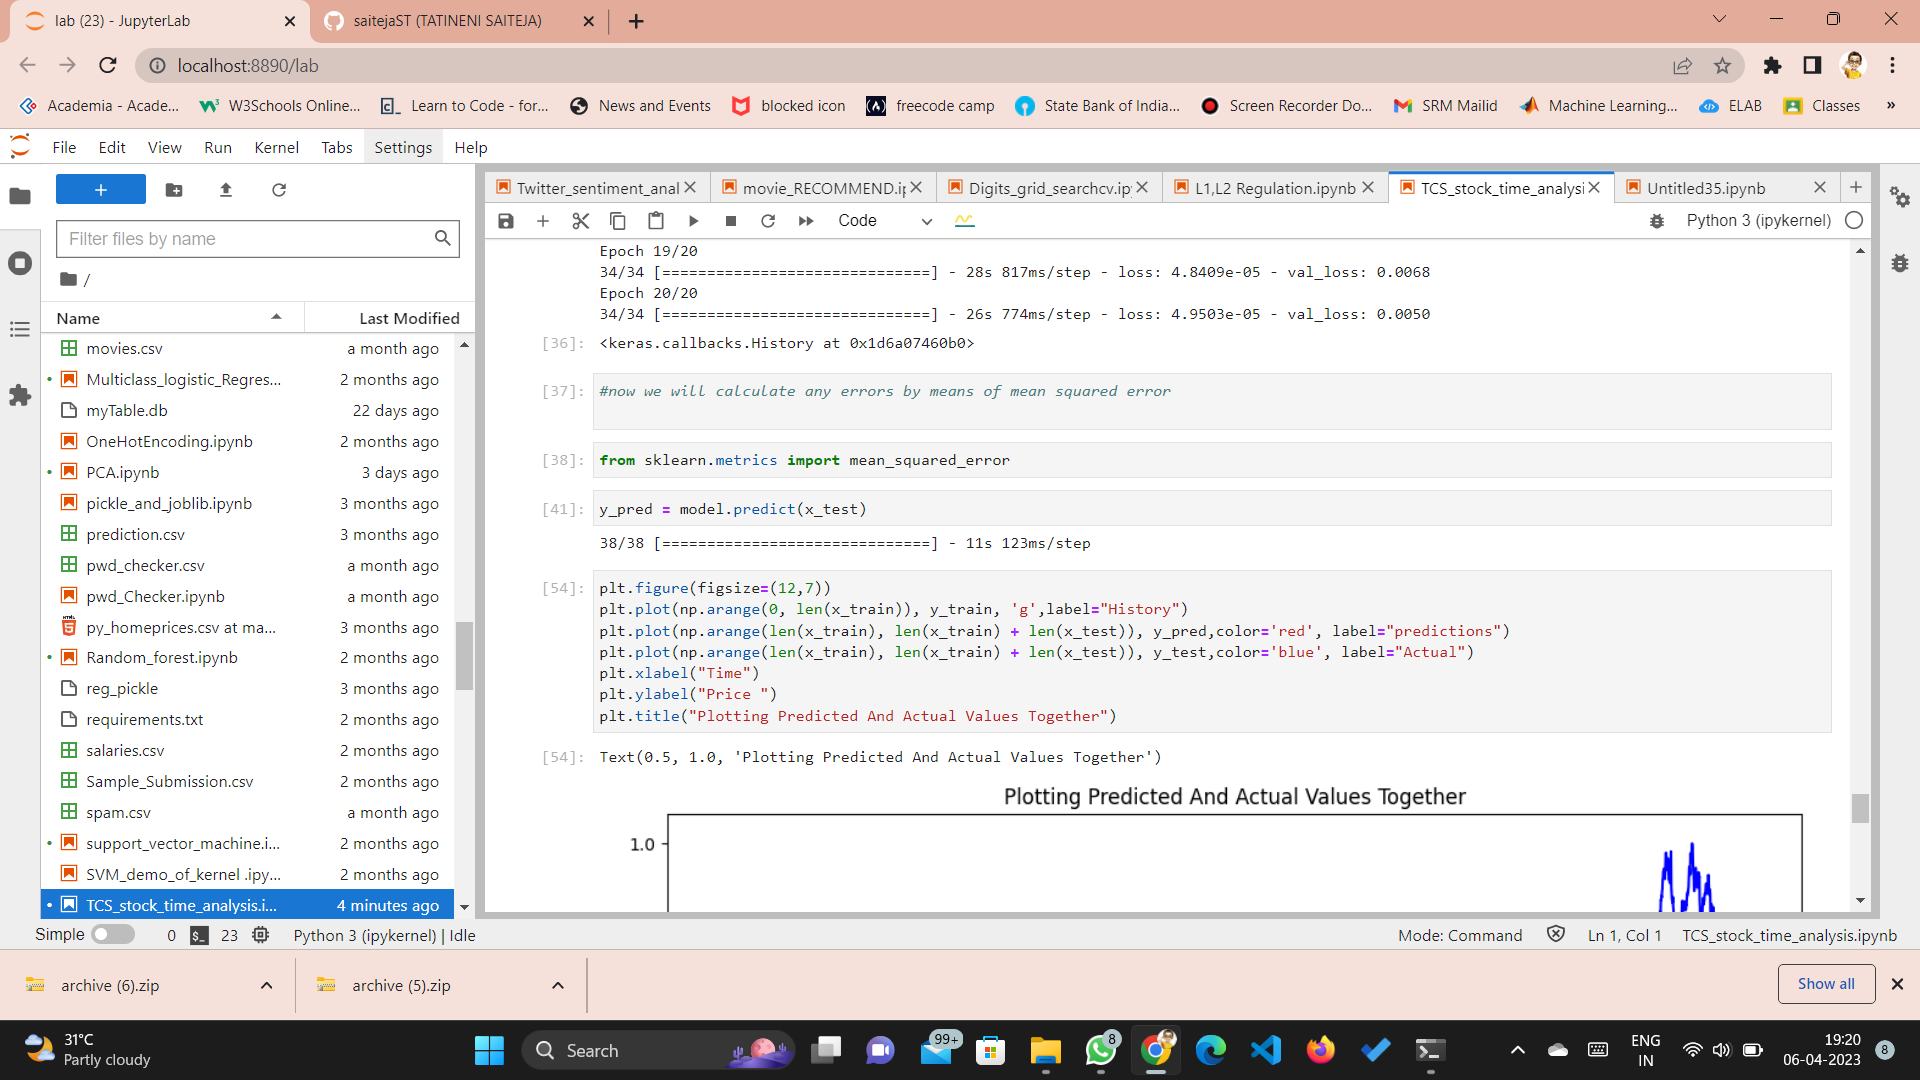 lab (23) - JupyterLab
saitejaST (TATINENI SAITEJA)
localhost:8890/lab
Academia - Acade...
W3Schools Online...
Learn to Code - for...
News and Events
blocked icon
freecode camp
State Bank of India...
Screen Recorder Do...
SRM Mailid
Machine Learning...
ELAB
Classes
»
File Edit View Run Kernel Tabs Settings Help
Filter files by name
/
Name
Last Modified
movies.csv a month ago
Multiclass_logistic_Regres... 2 months ago
myTable.db 22 days ago
OneHotEncoding.ipynb 2 months ago
PCA.ipynb 3 days ago
pickle_and_joblib.ipynb 3 months ago
prediction.csv 3 months ago
pwd_checker.csv a month ago
pwd_Checker.ipynb a month ago
py_homeprices.csv at ma... 3 months ago
Random_forest.ipynb 2 months ago
reg_pickle 3 months ago
requirements.txt 2 months ago
salaries.csv 2 months ago
Sample_Submission.csv 2 months ago
spam.csv a month ago
support_vector_machine.i... 2 months ago
SVM_demo_of_kernel .ipy... 2 months ago
TCS_stock_time_analysis.i... 4 minutes ago
Twitter_sentiment_anal
movie_RECOMMEND.ip
Digits_grid_searchcv.ip
L1,L2 Regulation.ipynb
TCS_stock_time_analysi
Untitled35.ipynb
Code
Python 3 (ipykernel)
Epoch 19/20
34/34 [==============================] - 28s 817ms/step - loss: 4.8409e-05 - val_loss: 0.0068
Epoch 20/20
34/34 [==============================] - 26s 774ms/step - loss: 4.9503e-05 - val_loss: 0.0050
[36]: <keras.callbacks.History at 0x1d6a07460b0>
[37]: #now we will calculate any errors by means of mean squared error
[38]: from sklearn.metrics import mean_squared_error
[41]: y_pred = model.predict(x_test)
38/38 [==============================] - 11s 123ms/step
[54]: plt.figure(figsize=(12,7))
plt.plot(np.arange(0, len(x_train)), y_train, 'g',label="History")
plt.plot(np.arange(len(x_train), len(x_train) + len(x_test)), y_pred,color='red', label="predictions")
plt.plot(np.arange(len(x_train), len(x_train) + len(x_test)), y_test,color='blue', label="Actual")
plt.xlabel("Time")
plt.ylabel("Price ")
plt.title("Plotting Predicted And Actual Values Together")
[54]: Text(0.5, 1.0, 'Plotting Predicted And Actual Values Together')
Plotting Predicted And Actual Values Together
1.0
Simple 0 $_ 23 Python 3 (ipykernel) | Idle
Mode: Command Ln 1, Col 1 TCS_stock_time_analysis.ipynb
archive (6).zip
archive (5).zip
Show all
31°C
Partly cloudy
Search
99+
8
ENG
IN
19:20
06-04-2023
8